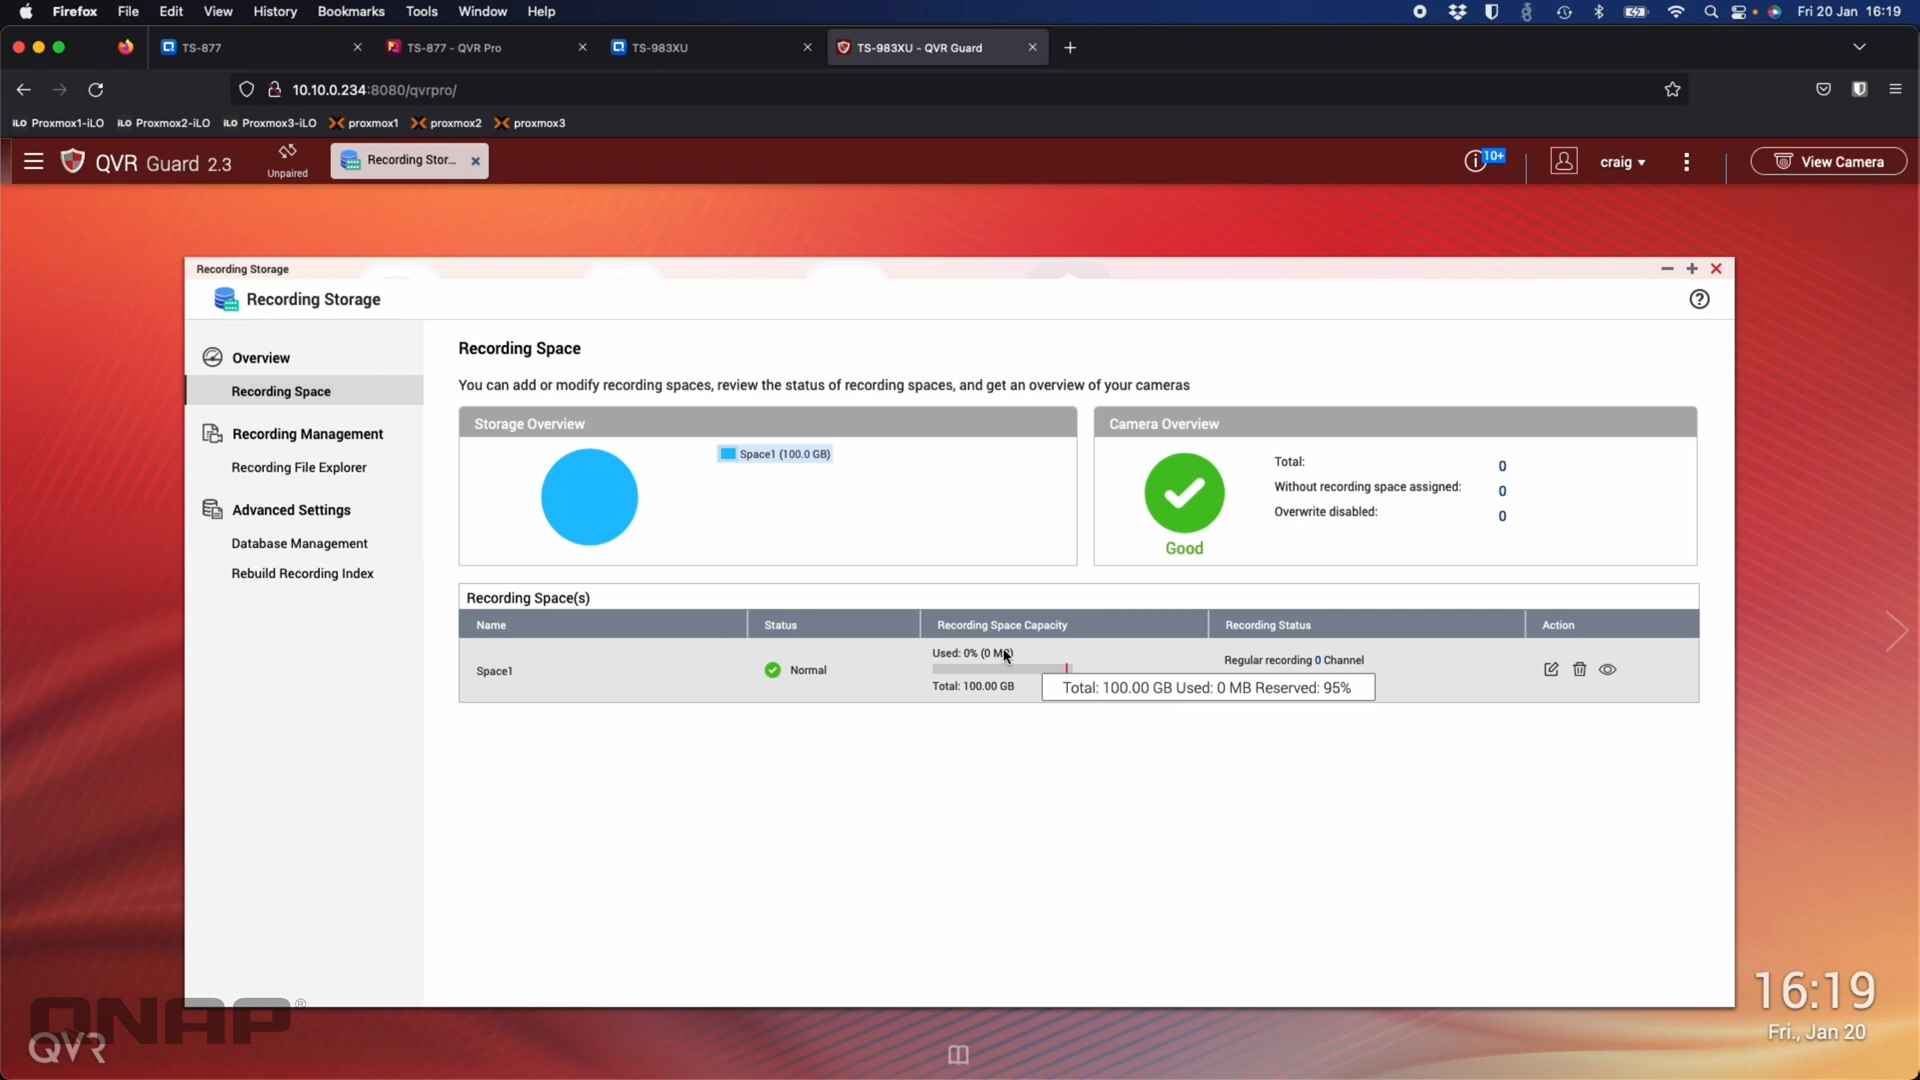 Firefox File Edit View History Bookmarks Tools Window Help Fri 20 Jan 16:19
TS-877 TS-877 - QVR Pro TS-983XU TS-983XU - QVR Guard
10.10.0.234:8080/qvrpro/
iLO Proxmox1-iLO iLO Proxmox2-iLO iLO Proxmox3-iLO proxmox1 proxmox2 proxmox3
QVR Guard 2.3 Unpaired Recording Stor... 10+ craig View Camera
Recording Storage
Recording Storage
Overview
Recording Space
Recording Management
Recording File Explorer
Advanced Settings
Database Management
Rebuild Recording Index
Recording Space
You can add or modify recording spaces, review the status of recording spaces, and get an overview of your cameras
Storage Overview
Space1 (100.0 GB)
Camera Overview
Good
Total: 0
Without recording space assigned: 0
Overwrite disabled: 0
Recording Space(s)
Name Status Recording Space Capacity Recording Status Action
Space1 Normal
Used: 0% (0 MB)
Total: 100.00 GB
Regular recording 0 Channel
Total: 100.00 GB Used: 0 MB Reserved: 95%
16:19
Fri., Jan 20
QNAP®
QVR